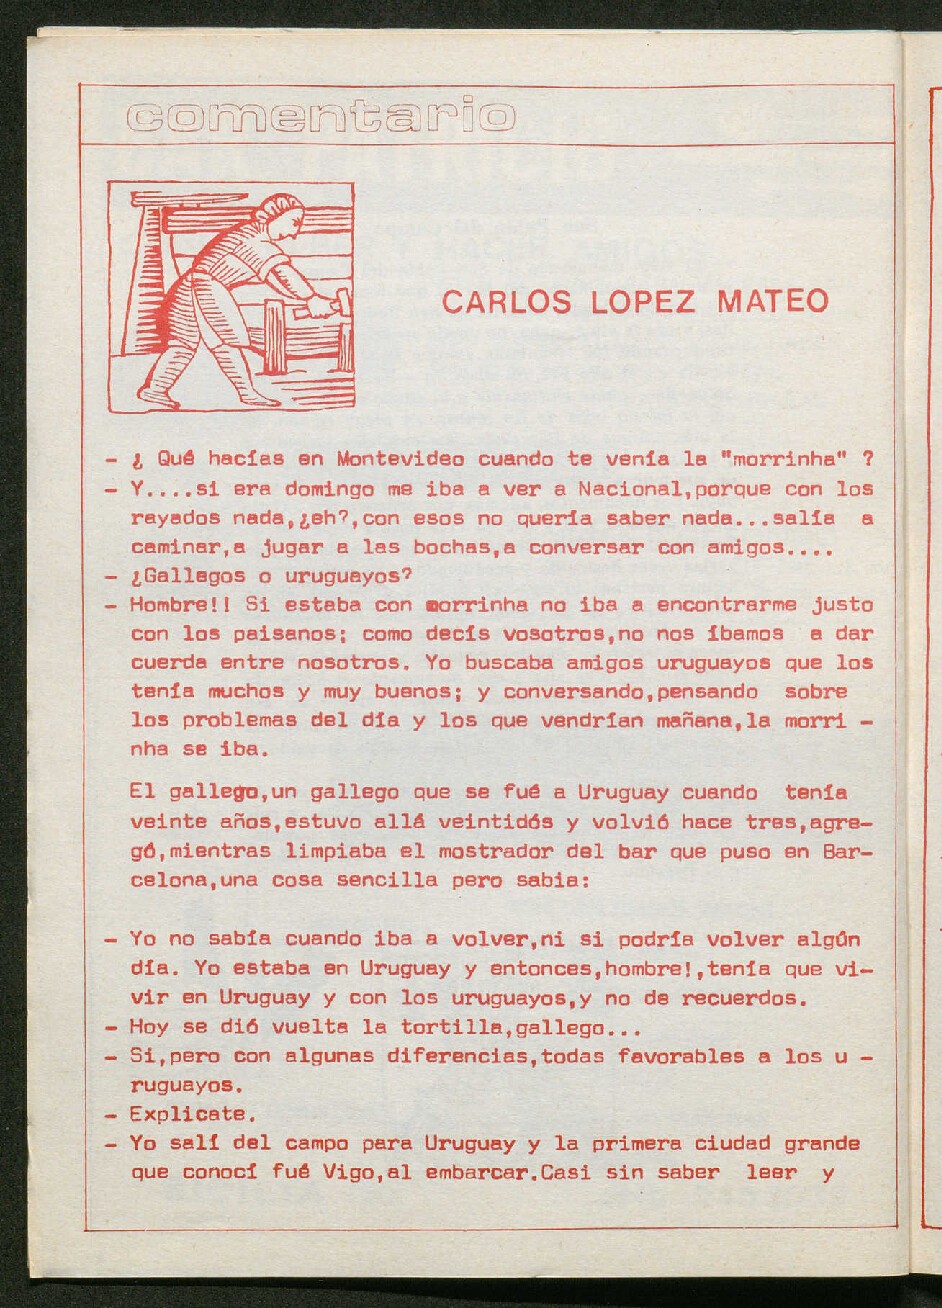 comentario
CARLOS LOPEZ MATEO
- ¿ Qué hacías en Montevideo cuando te venía la "morrinha" ?
- Y....si era domingo me iba a ver a Nacional,porque con los
rayados nada,¿eh?,con esos no quería saber nada...salía a
caminar,a jugar a las bochas,a conversar con amigos....
- ¿Gallegos o uruguayos?
- Hombre!! Si estaba con morrinha no iba a encontrarme justo
con los paisanos; como decís vosotros,no nos íbamos a dar
cuerda entre nosotros. Yo buscaba amigos uruguayos que los
tenía muchos y muy buenos; y conversando,pensando sobre
los problemas del día y los que vendrían mañana,la morri -
nha se iba.
El gallego,un gallego que se fué a Uruguay cuando tenía
veinte años,estuvo allá veintidós y volvió hace tres,agre-
gó,mientras limpiaba el mostrador del bar que puso en Bar-
celona,una cosa sencilla pero sabia:
- Yo no sabía cuando iba a volver,ni si podría volver algún
día. Yo estaba en Uruguay y entonces,hombre!,tenía que vi-
vir en Uruguay y con los uruguayos,y no de recuerdos.
- Hoy se dió vuelta la tortilla,gallego...
- Si,pero con algunas diferencias,todas favorables a los u -
ruguayos.
- Explicate.
- Yo salí del campo para Uruguay y la primera ciudad grande
que conocí fué Vigo,al embarcar.Casi sin saber leer y